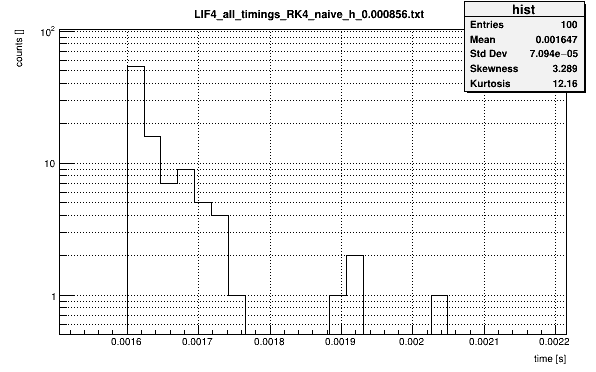 LIF4_all_timings_RK4_naive_h_0.000856.txt
hist
Entries 100
Mean 0.001647
Std Dev 7.094e−05
Skewness 3.289
Kurtosis 12.16
counts []
10²
10
1
0.0016 0.0017 0.0018 0.0019 0.002 0.0021 0.0022
time [s]